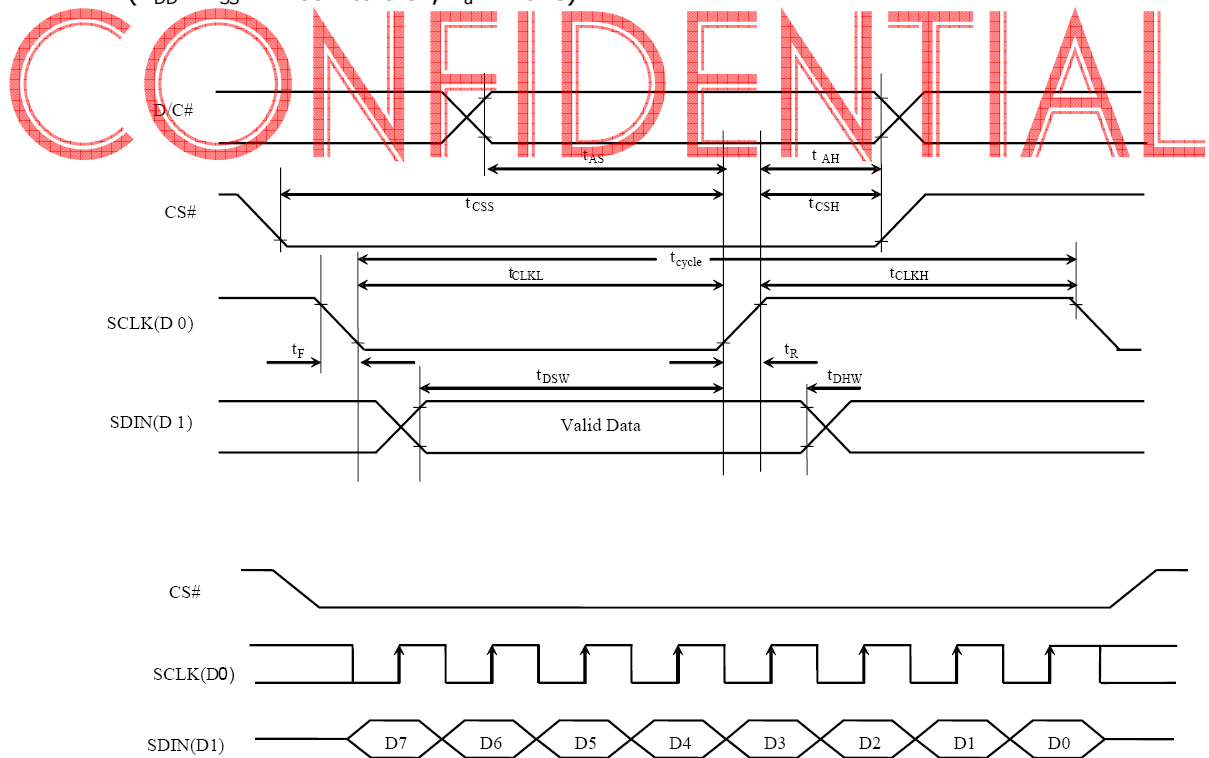 CONFIDENTIAL
D/C#
tAS
t AH
CS#
tCSS
tCSH
tcycle
tCLKL
tCLKH
SCLK(D 0)
tF
tR
tDSW
tDHW
SDIN(D 1)
Valid Data
CS#
SCLK(D0)
SDIN(D1)
D7 D6 D5 D4 D3 D2 D1 D0